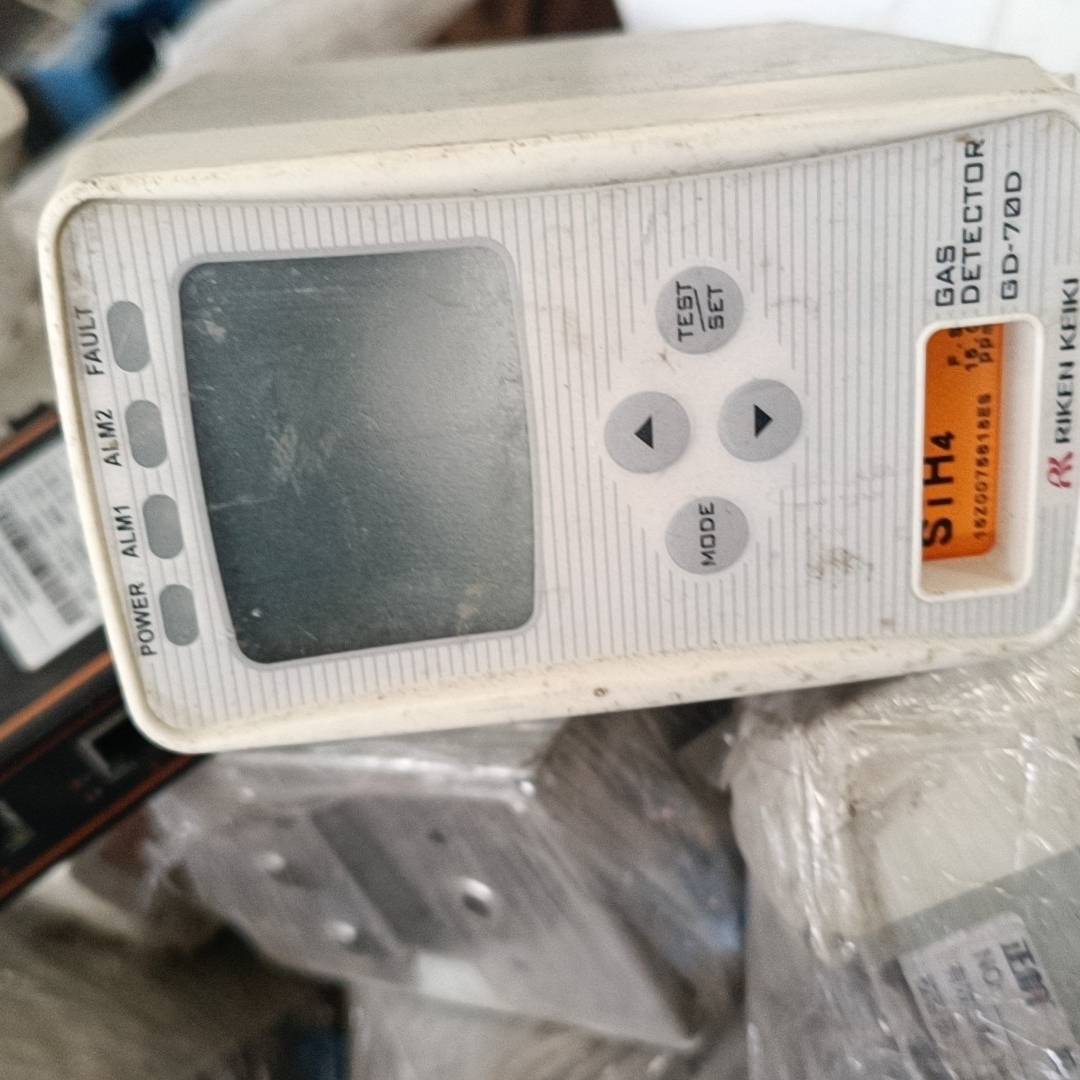 POWER
ALM1
ALM2
FAULT
MODE
TEST
SET
SiH4
GAS
DETECTOR
GD-70D
RIKEN KEIKI